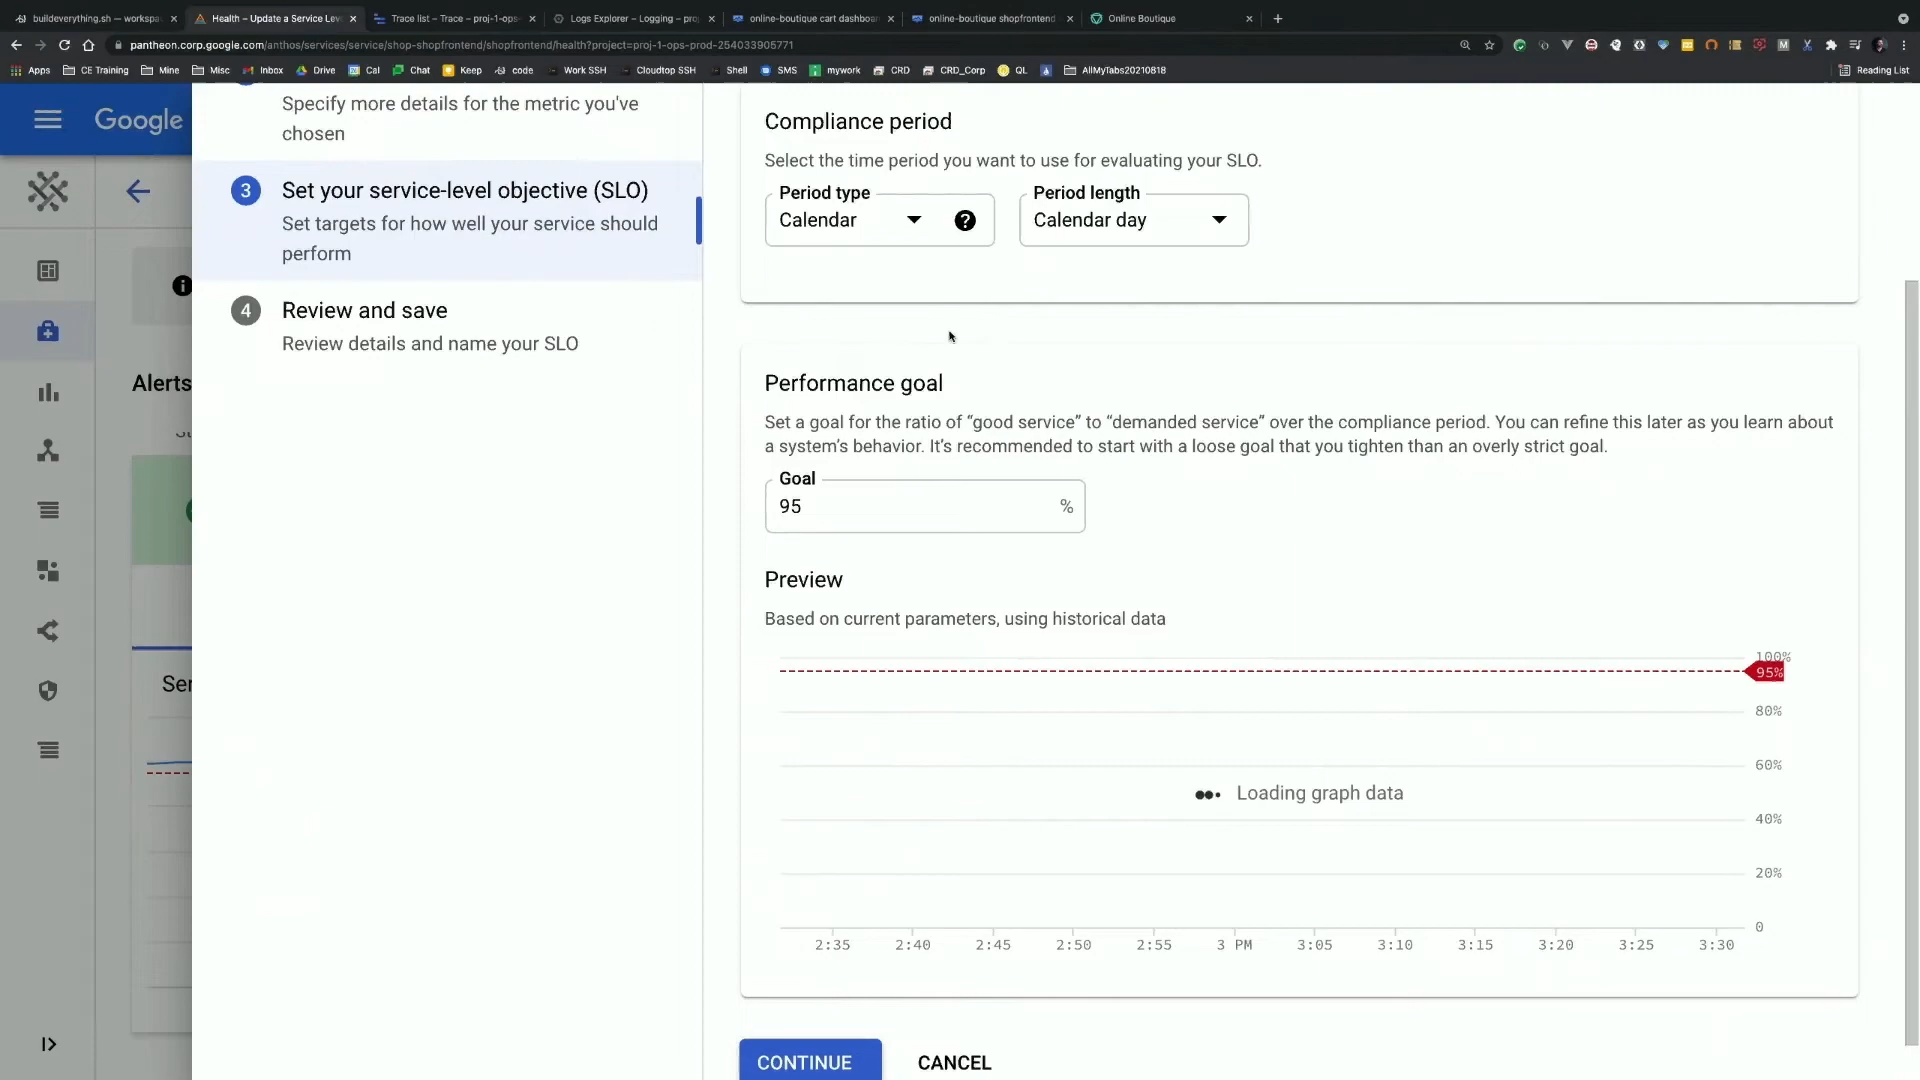 buildeverything.sh — workspa
Health – Update a Service Lev
Trace list – Trace – proj-1-ops-
Logs Explorer – Logging – pro
online-boutique cart dashboar
online-boutique shopfrontend
Online Boutique
pantheon.corp.google.com/anthos/services/service/shop-shopfrontend/shopfrontend/health?project=proj-1-ops-prod-254033905771
Apps CE Training Mine Misc Inbox Drive Cal Chat Keep code Work SSH Cloudtop SSH Shell SMS mywork CRD CRD_Corp QL AllMyTabs20210818 Reading List
Google
Specify more details for the metric you've
chosen
3 Set your service-level objective (SLO)
Set targets for how well your service should
perform
4 Review and save
Review details and name your SLO
Alerts
Ser
Compliance period
Select the time period you want to use for evaluating your SLO.
Period type
Calendar
Period length
Calendar day
Performance goal
Set a goal for the ratio of “good service” to “demanded service” over the compliance period. You can refine this later as you learn about
a system’s behavior. It’s recommended to start with a loose goal that you tighten than an overly strict goal.
Goal
95 %
Preview
Based on current parameters, using historical data
100%
95%
80%
60%
Loading graph data
40%
20%
0
2:35 2:40 2:45 2:50 2:55 3 PM 3:05 3:10 3:15 3:20 3:25 3:30
CONTINUE CANCEL